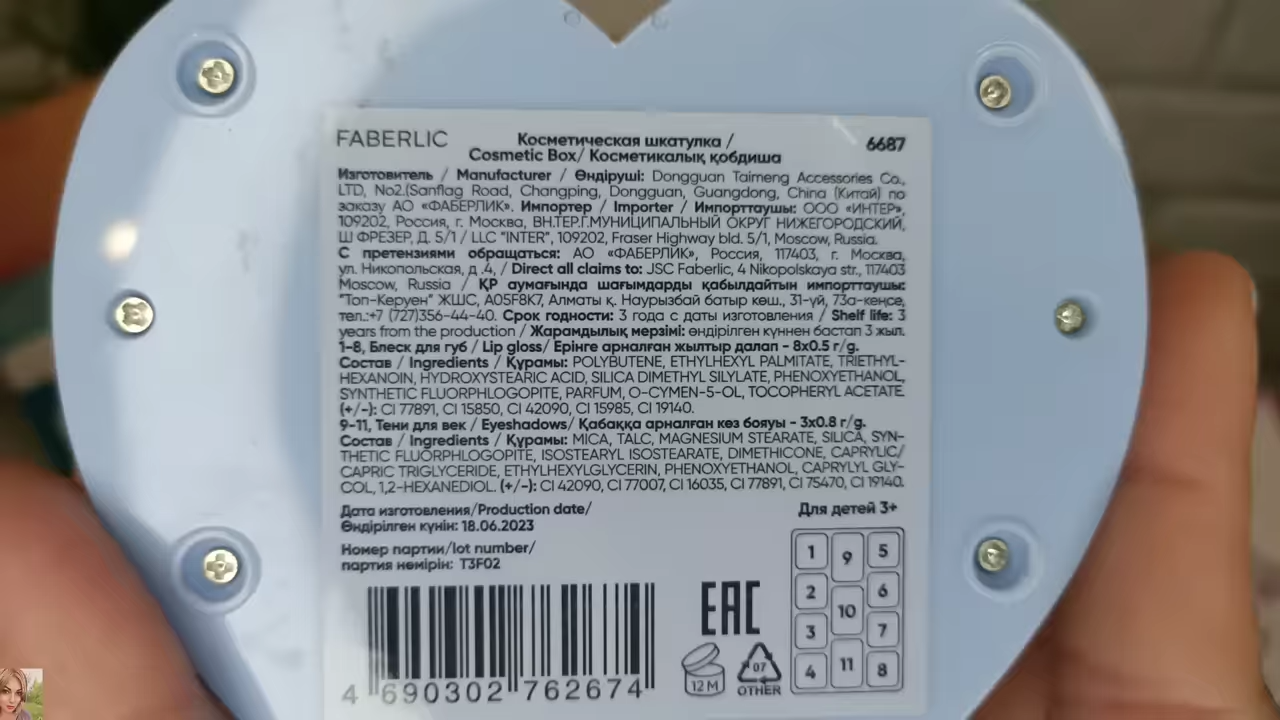 FABERLIC
Косметическая шкатулка /
Cosmetic Box/ Косметикалық қобдиша
6687
Изготовитель / Manufacturer / Өндіруші: Dongguan Taimeng Accessories Co.,
LTD, No2.(Sanflag Road, Changping, Dongguan, Guangdong, China (Китай) по
заказу АО «ФАБЕРЛИК». Импортер / Importer / Импорттаушы: ООО «ИНТЕР»,
109202, Россия, г. Москва, ВН.ТЕР.Г.МУНИЦИПАЛЬНЫЙ ОКРУГ НИЖЕГОРОДСКИЙ,
Ш ФРЕЗЕР, Д. 5/1 / LLC "INTER", 109202, Fraser Highway bld. 5/1, Moscow, Russia.
С претензиями обращаться: АО «ФАБЕРЛИК», Россия, 117403, г. Москва,
ул. Никопольская, д .4, / Direct all claims to: JSC Faberlic, 4 Nikopolskaya str., 117403
Moscow, Russia / ҚР аумағында шағымдарды қабылдайтын импорттаушы:
"Топ-Керуен" ЖШС, A05F8K7, Алматы қ. Наурызбай батыр көш., 31-үй, 73а-кеңсе,
тел.:+7 (727)356-44-40. Срок годности: 3 года с даты изготовления / Shelf life: 3
years from the production / Жарамдылық мерзімі: өндірілген күннен бастап 3 жыл.
1-8, Блеск для губ / Lip gloss/ Ерінге арналған жылтыр далап - 8x0.5 г/g.
Состав / Ingredients / Құрамы: POLYBUTENE, ETHYLHEXYL PALMITATE, TRIETHYL-
HEXANOIN, HYDROXYSTEARIC ACID, SILICA DIMETHYL SILYLATE, PHENOXYETHANOL,
SYNTHETIC FLUORPHLOGOPITE, PARFUM, O-CYMEN-5-OL, TOCOPHERYL ACETATE.
(+/-): CI 77891, CI 15850, CI 42090, CI 15985, CI 19140.
9-11, Тени для век / Eyeshadows/ Қабаққа арналған көз бояуы - 3x0.8 г/g.
Состав / Ingredients / Құрамы: MICA, TALC, MAGNESIUM STEARATE, SILICA, SYN-
THETIC FLUORPHLOGOPITE, ISOSTEARYL ISOSTEARATE, DIMETHICONE, CAPRYLIC/
CAPRIC TRIGLYCERIDE, ETHYLHEXYLGLYCERIN, PHENOXYETHANOL, CAPRYLYL GLY-
COL, 1,2-HEXANEDIOL. (+/-): CI 42090, CI 77007, CI 16035, CI 77891, CI 75470, CI 19140.
Дата изготовления/Production date/
Өндірілген күнін: 18.06.2023
Номер партии/lot number/
партия нөмірін: T3F02
Для детей 3+
1 9 5
2 10 6
3 11 7
4 8
4 690302 762674
EAC
12 M
07
OTHER